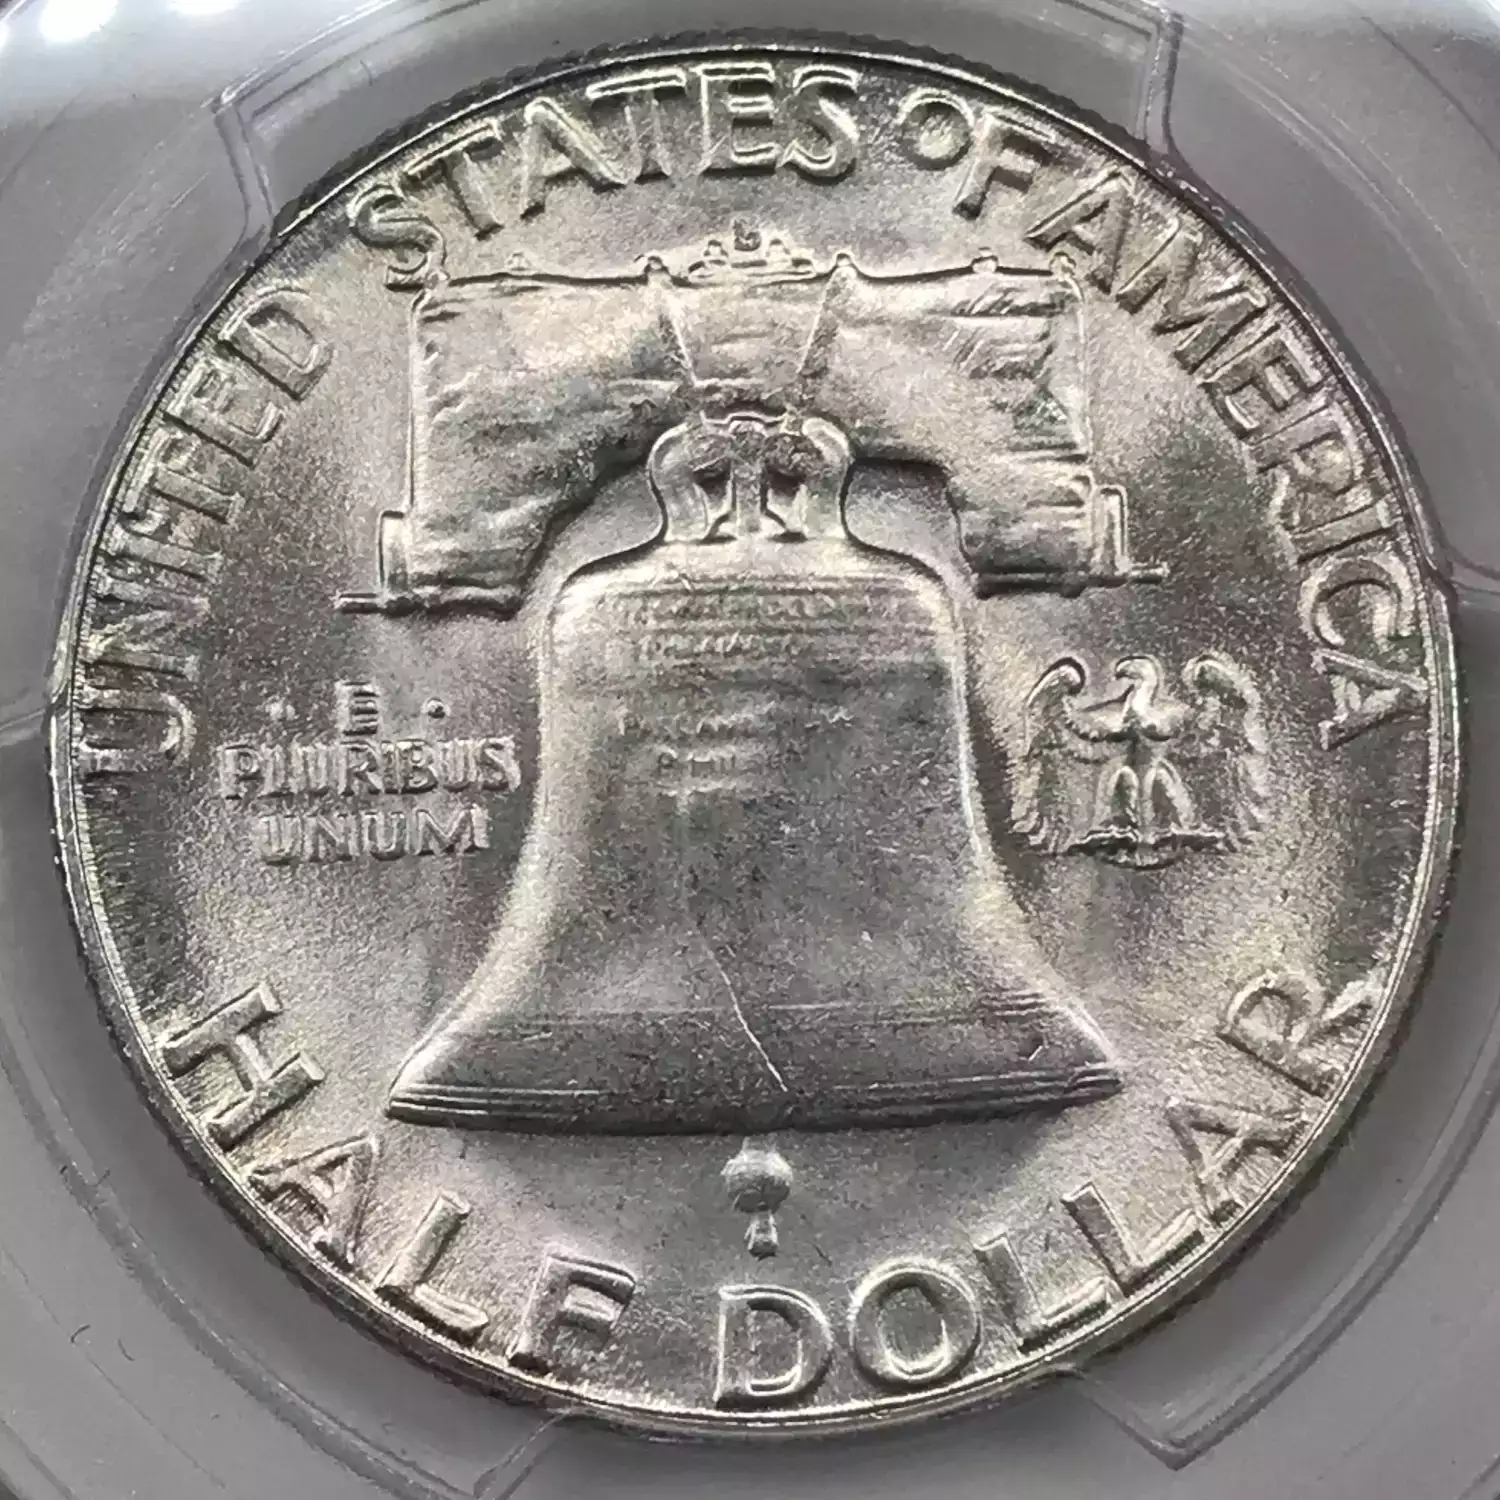 UNITED STATES OF AMERICA
· E ·
PLURIBUS
UNUM
HALF DOLLAR